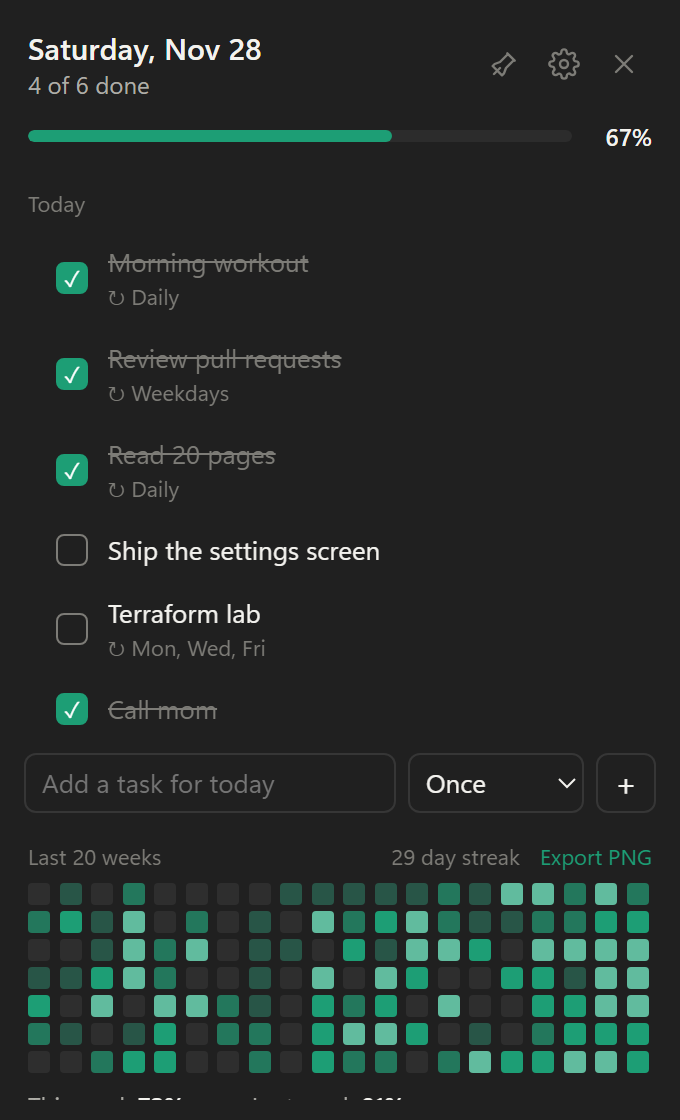 Saturday, Nov 28
4 of 6 done
67%
Today
Morning workout
↻ Daily
Review pull requests
↻ Weekdays
Read 20 pages
↻ Daily
Ship the settings screen
Terraform lab
↻ Mon, Wed, Fri
Call mom
Add a task for today
Once
+
Last 20 weeks
29 day streak
Export PNG